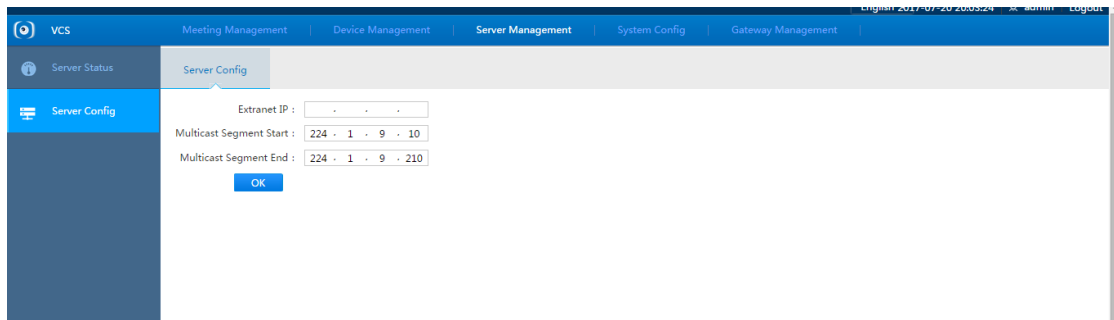 English 2017-07-20 20:03:24 admin Logout
VCS Meeting Management | Device Management | Server Management | System Config | Gateway Management |
Server Status
Server Config
Server Config
Extranet IP : . . .
Multicast Segment Start : 224 . 1 . 9 . 10
Multicast Segment End : 224 . 1 . 9 . 210
OK